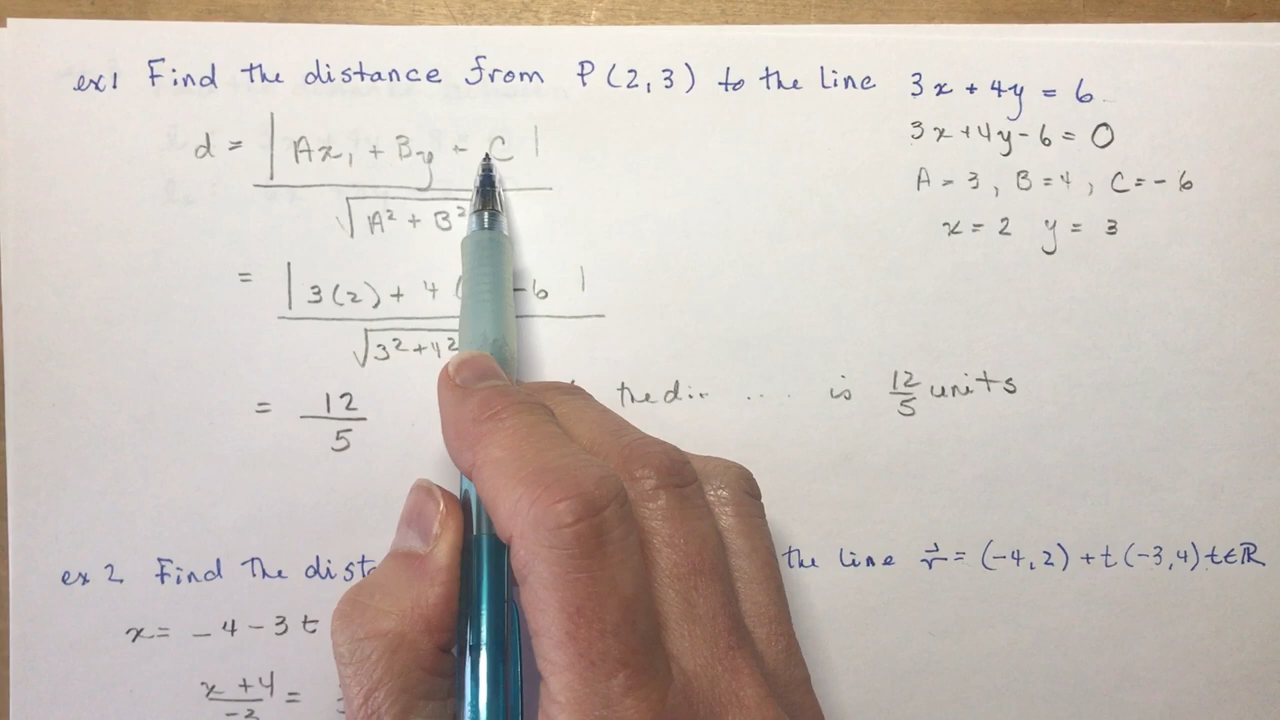 ex1 Find the distance from P(2,3) to the line 3x + 4y = 6
3x+4y-6=0
A=3, B=4, C=-6
x=2 y=3
d = | Ax₁ + By + C |
√A² + B²
= | 3(2) + 4( -6 |
√3²+4²
= 12/5 the di.. .... is 12/5 units
ex 2 Find The dist the line r⃗ = (-4,2) + t(-3,4) t∈ℝ
x = -4-3t
x+4 =
-3